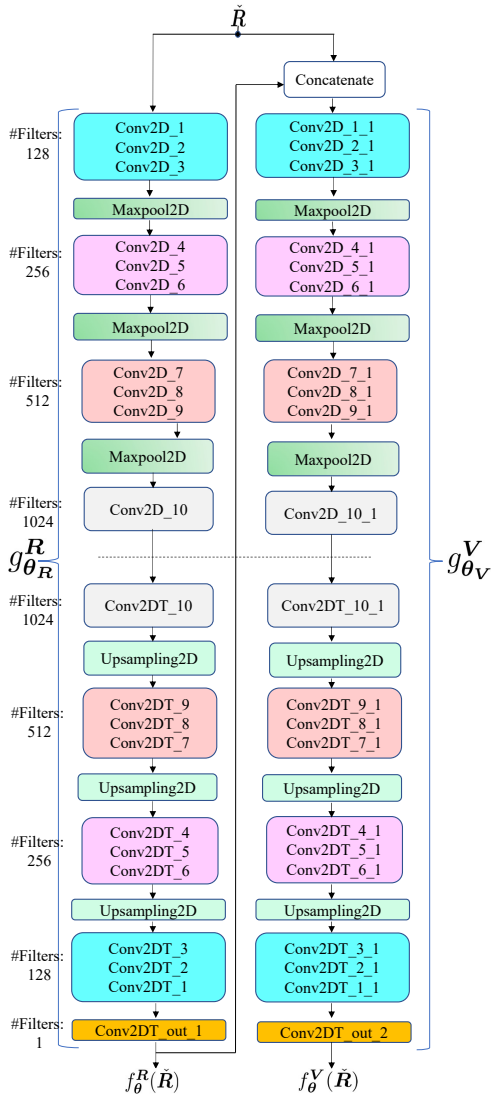 Ř
Concatenate
#Filters:
128
Conv2D_1
Conv2D_2
Conv2D_3
Conv2D_1_1
Conv2D_2_1
Conv2D_3_1
Maxpool2D
Maxpool2D
#Filters:
256
Conv2D_4
Conv2D_5
Conv2D_6
Conv2D_4_1
Conv2D_5_1
Conv2D_6_1
Maxpool2D
Maxpool2D
#Filters:
512
Conv2D_7
Conv2D_8
Conv2D_9
Conv2D_7_1
Conv2D_8_1
Conv2D_9_1
Maxpool2D
Maxpool2D
#Filters:
1024
Conv2D_10
Conv2D_10_1
g^R_θ_R
g^V_θ_V
#Filters:
1024
Conv2DT_10
Conv2DT_10_1
Upsampling2D
Upsampling2D
#Filters:
512
Conv2DT_9
Conv2DT_8
Conv2DT_7
Conv2DT_9_1
Conv2DT_8_1
Conv2DT_7_1
Upsampling2D
Upsampling2D
#Filters:
256
Conv2DT_4
Conv2DT_5
Conv2DT_6
Conv2DT_4_1
Conv2DT_5_1
Conv2DT_6_1
Upsampling2D
Upsampling2D
#Filters:
128
Conv2DT_3
Conv2DT_2
Conv2DT_1
Conv2DT_3_1
Conv2DT_2_1
Conv2DT_1_1
#Filters:
1
Conv2DT_out_1
Conv2DT_out_2
f^R_θ(Ř)
f^V_θ(Ř)